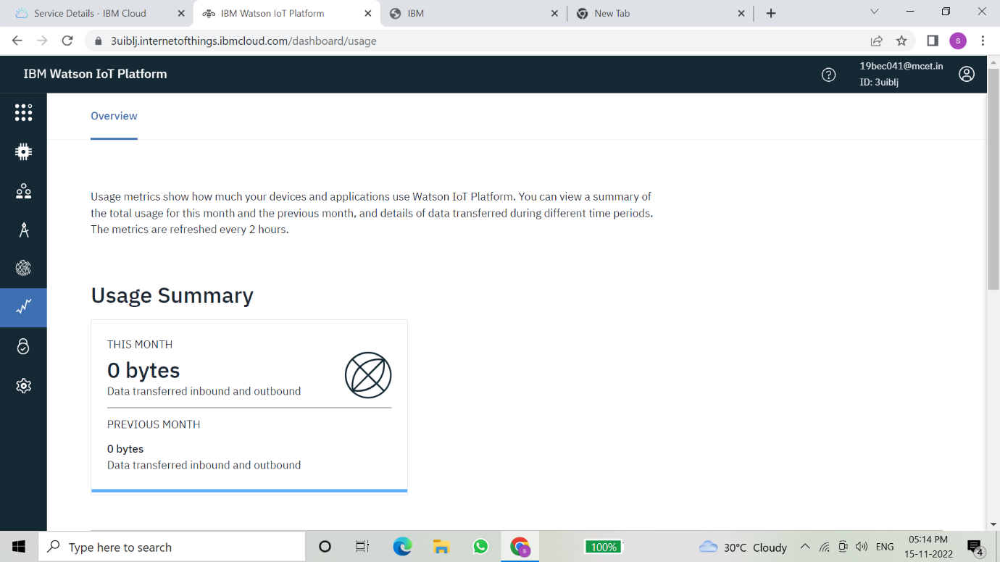 Service Details - IBM Cloud
IBM Watson IoT Platform
IBM
New Tab
3uiblj.internetofthings.ibmcloud.com/dashboard/usage
S
IBM Watson IoT Platform
19bec041@mcet.in
ID: 3uiblj
Overview
Usage metrics show how much your devices and applications use Watson IoT Platform. You can view a summary of
the total usage for this month and the previous month, and details of data transferred during different time periods.
The metrics are refreshed every 2 hours.
Usage Summary
THIS MONTH
0 bytes
Data transferred inbound and outbound
PREVIOUS MONTH
0 bytes
Data transferred inbound and outbound
Type here to search
S
100%
30°C Cloudy
ENG
05:14 PM
15-11-2022
4